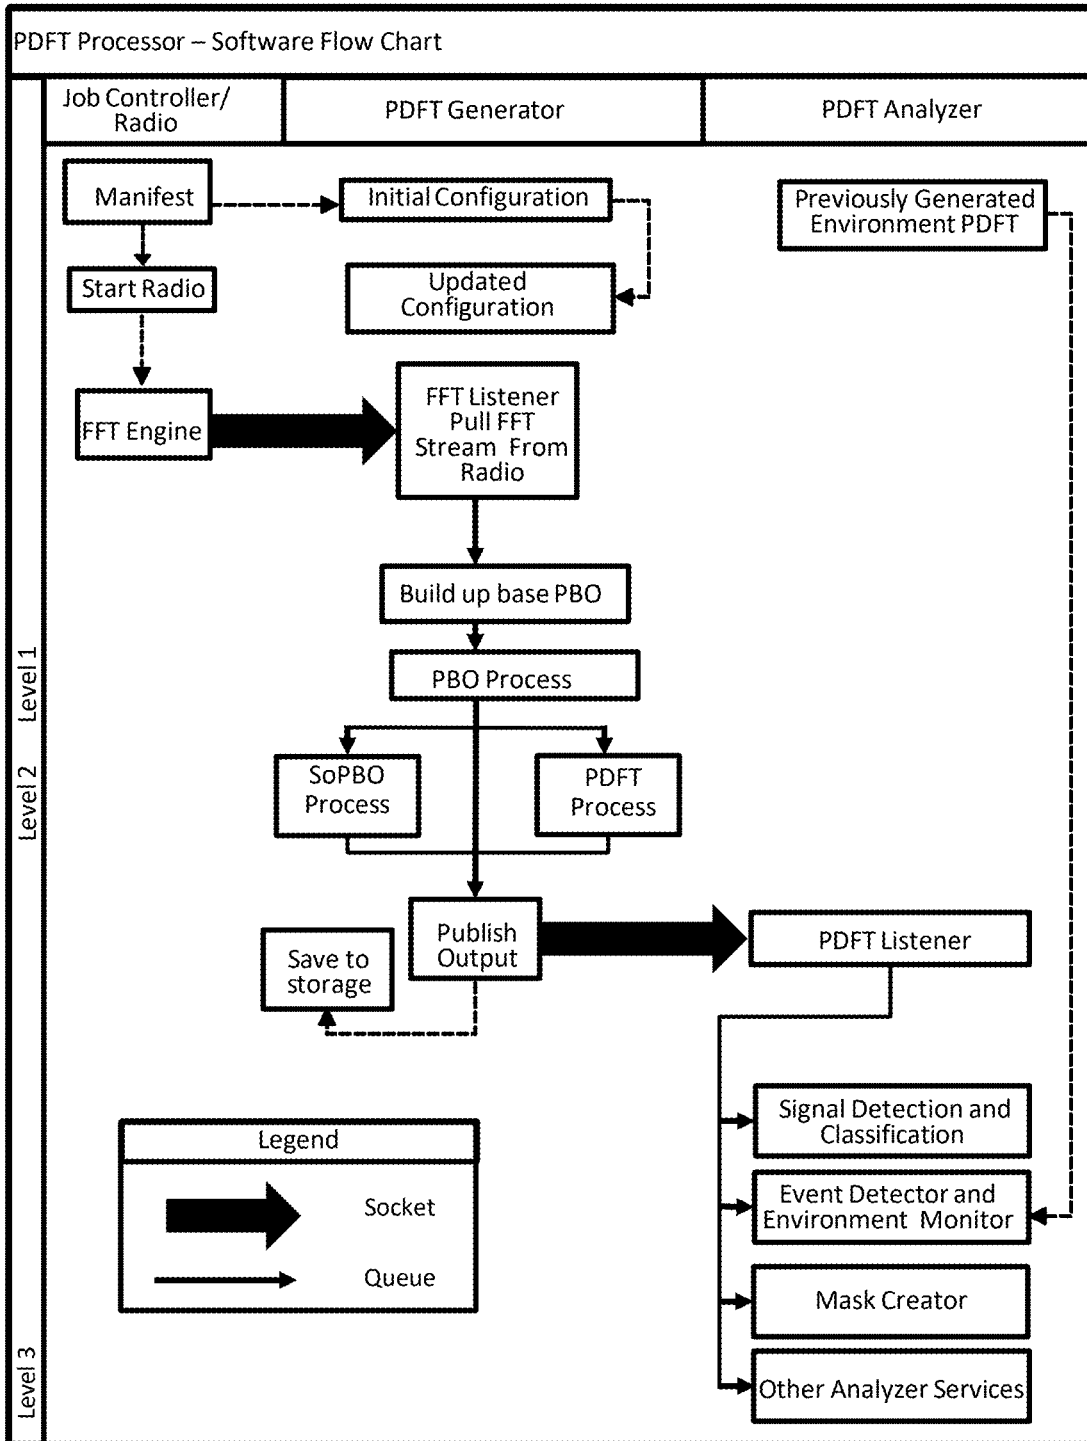 PDFT Processor – Software Flow Chart
Job Controller/
Radio
PDFT Generator
PDFT Analyzer
Manifest
Initial Configuration
Previously Generated
Environment PDFT
Start Radio
Updated
Configuration
FFT Engine
FFT Listener
Pull FFT
Stream From
Radio
Build up base PBO
Level 1
PBO Process
Level 2
SoPBO
Process
PDFT
Process
Publish
Output
PDFT Listener
Save to
storage
Signal Detection and
Classification
Legend
Socket
Queue
Event Detector and
Environment Monitor
Mask Creator
Level 3
Other Analyzer Services